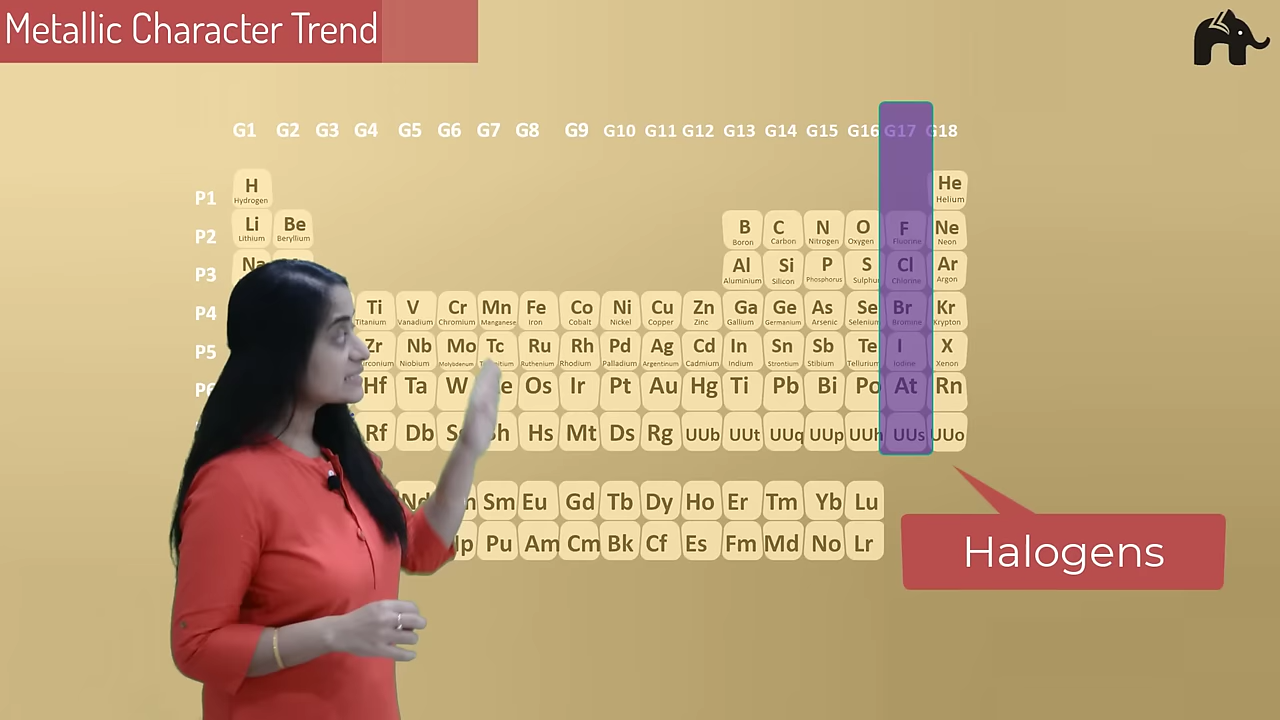 Metallic Character Trend
G1 G2 G3 G4 G5 G6 G7 G8 G9 G10 G11 G12 G13 G14 G15 G16 G17 G18
P1 H He
Hydrogen Helium
P2 Li Be B C N O F Ne
Lithium Beryllium Boron Carbon Nitrogen Oxygen Fluorine Neon
P3 Na Al Si P S Cl Ar
Aluminium Silicon Phosphorus Sulphur Chlorine Argon
P4 Ti V Cr Mn Fe Co Ni Cu Zn Ga Ge As Se Br Kr
Titanium Vanadium Chromium Manganese Iron Cobalt Nickel Copper Zinc Gallium Germanium Arsenic Selenium Bromine Krypton
P5 Zr Nb Mo Tc Ru Rh Pd Ag Cd In Sn Sb Te I X
Niobium Molybdenum Ruthenium Rhodium Palladium Argentinium Cadmium Indium Strontium Stibium Tellurium Iodine Xenon
P6 Hf Ta W Os Ir Pt Au Hg Ti Pb Bi Po At Rn
Rf Db Hs Mt Ds Rg UUb UUt UUq UUp UUh UUs UUo
Nd Sm Eu Gd Tb Dy Ho Er Tm Yb Lu
Pu Am Cm Bk Cf Es Fm Md No Lr
Halogens